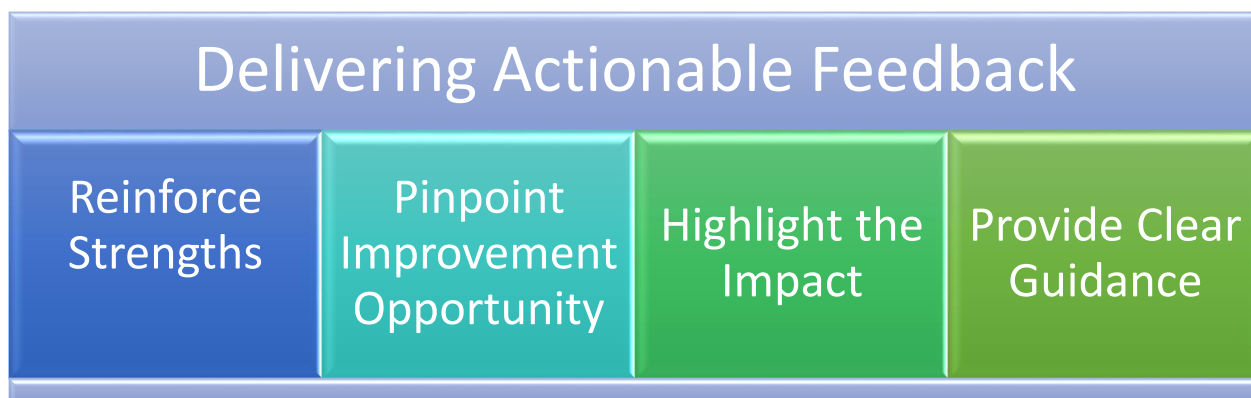 Delivering Actionable Feedback
Reinforce
Strengths
Pinpoint
Improvement
Opportunity
Highlight the
Impact
Provide Clear
Guidance